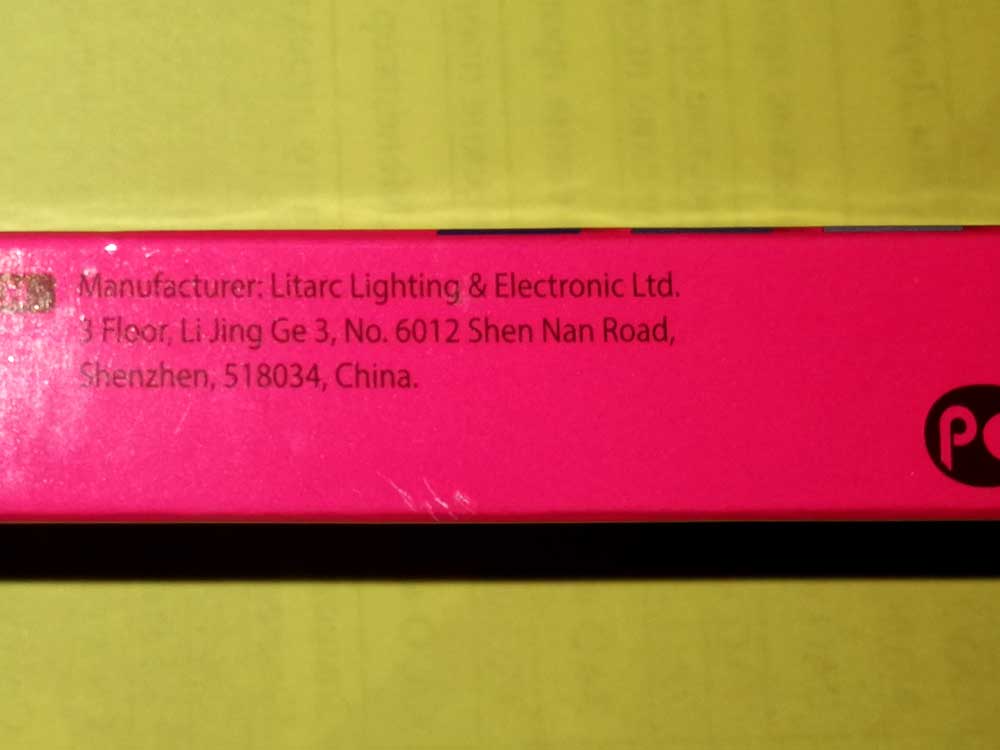 Manufacturer: Litarc Lighting & Electronic Ltd.
3 Floor, Li Jing Ge 3, No. 6012 Shen Nan Road,
Shenzhen, 518034, China.